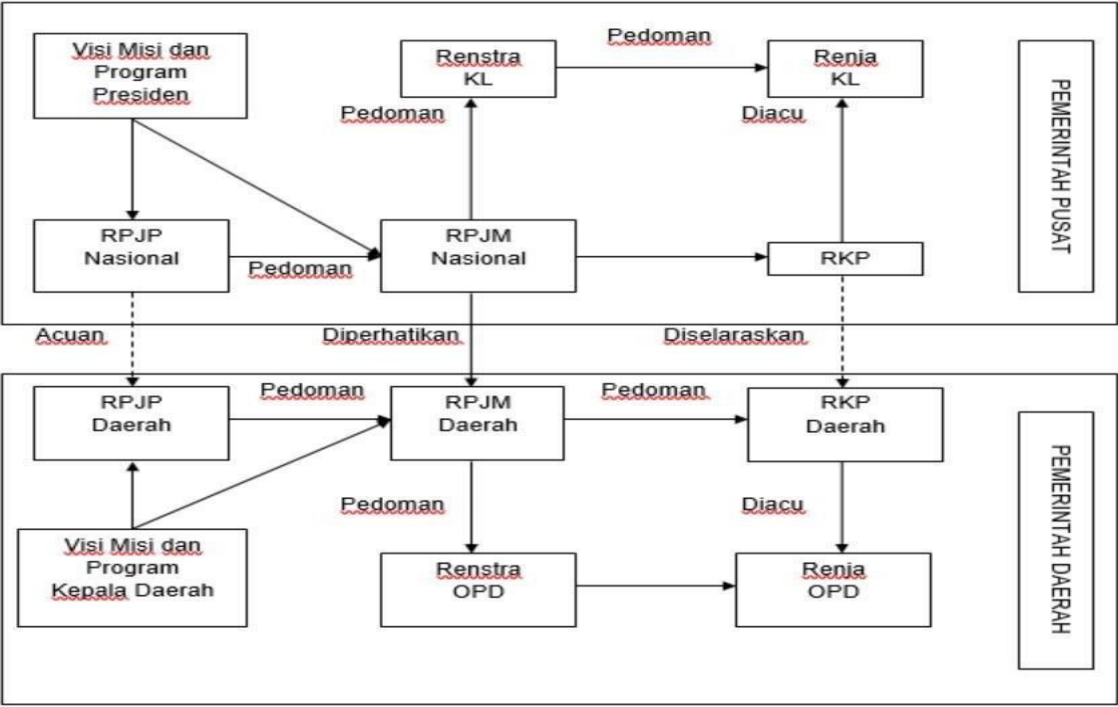 Pedoman
Visi Misi dan
Program
Presiden
Renstra
KL
Renja
KL
Pedoman
Diacu
PEMERINTAH PUSAT
RPJP
Nasional
Pedoman
RPJM
Nasional
RKP
Acuan
Diperhatikan
Diselaraskan
RPJP
Daerah
Pedoman
RPJM
Daerah
Pedoman
RKP
Daerah
PEMERINTAH DAERAH
Pedoman
Diacu
Visi Misi dan
Program
Kepala Daerah
Renstra
OPD
Renja
OPD